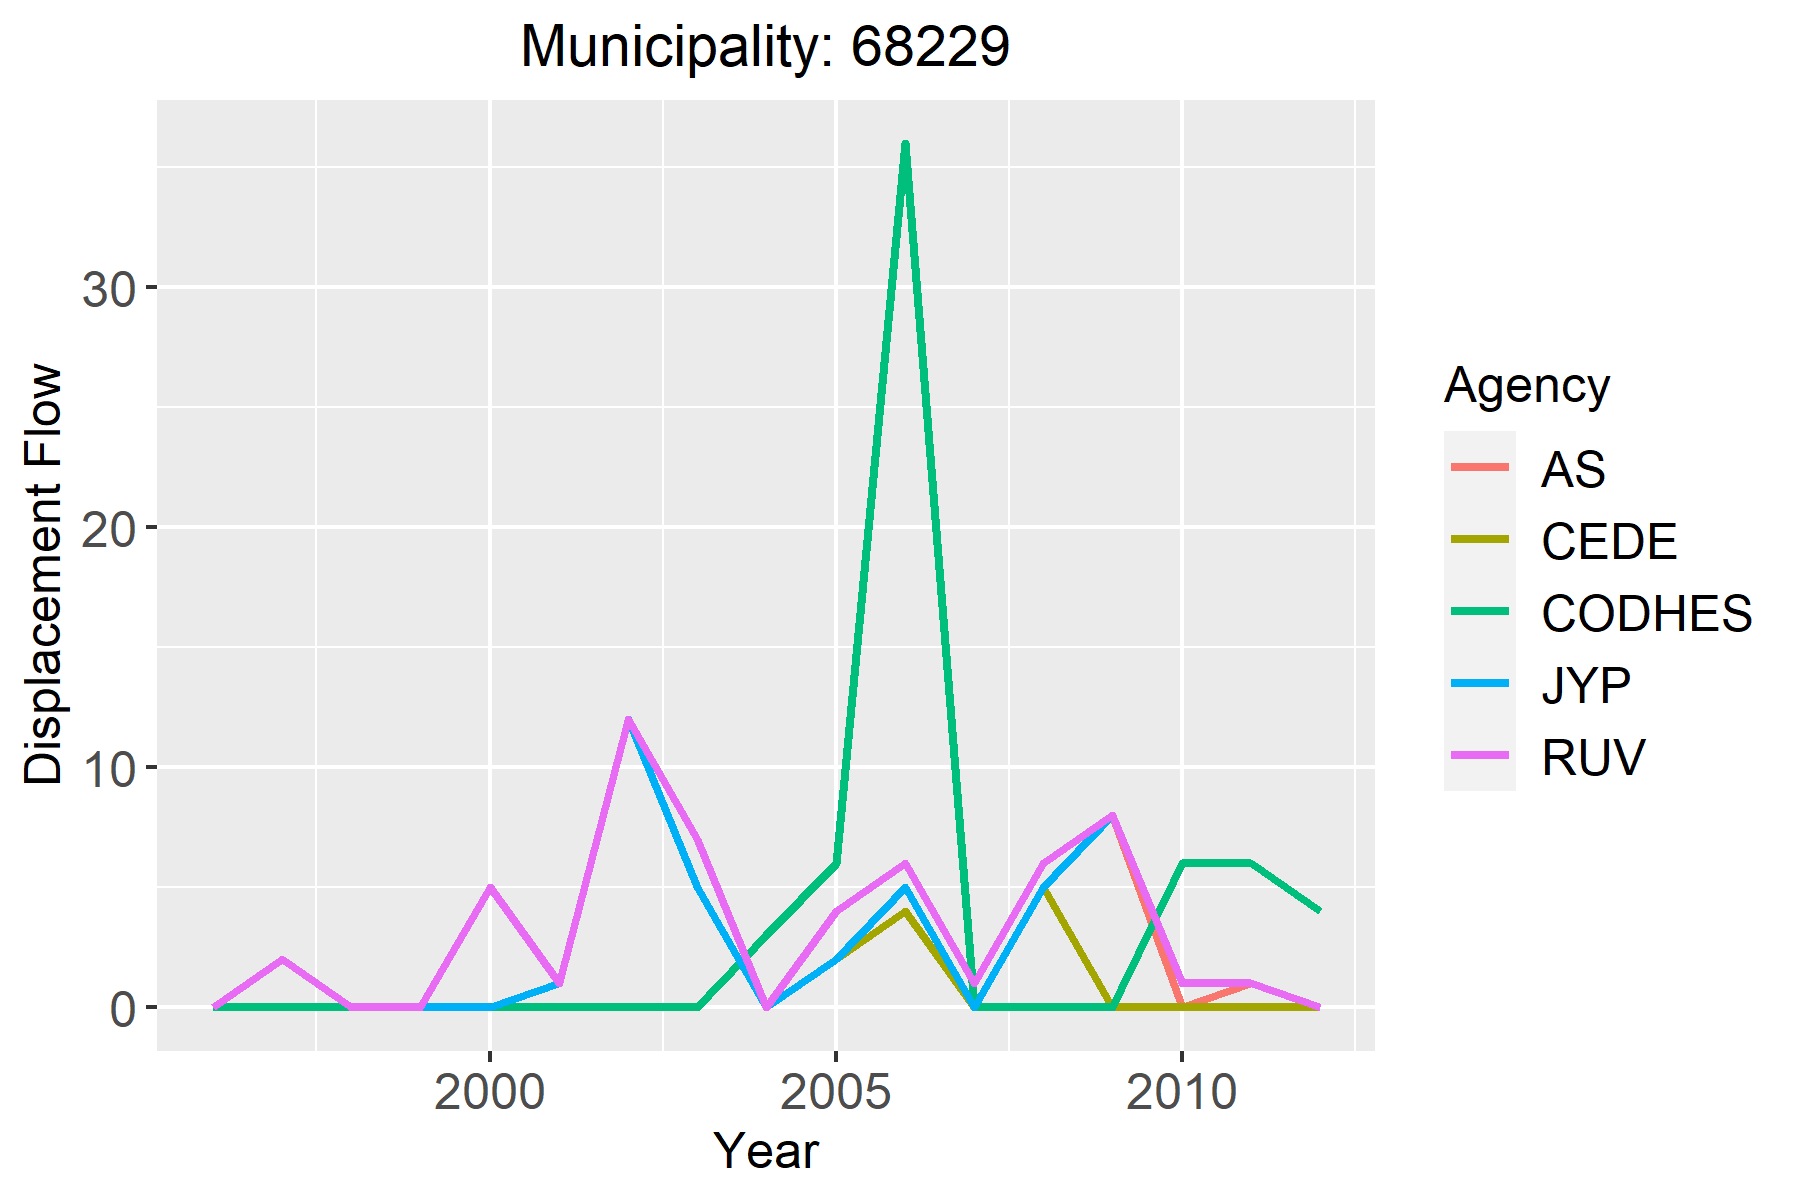 Municipality: 68229
Displacement Flow
30
20
10
0
2000 2005 2010
Year
Agency
AS
CEDE
CODHES
JYP
RUV